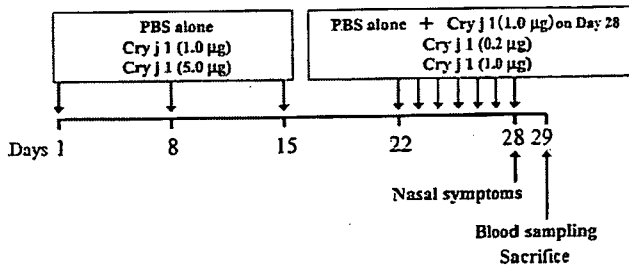 PBS alone
Cry j 1 (1.0 μg)
Cry j 1 (5.0 μg)
PBS alone + Cry j 1 (1.0 μg) on Day 28
Cry j 1 (0.2 μg)
Cry j 1 (1.0 μg)
Days 1 8 15 22 28 29
Nasal symptoms
Blood sampling
Sacrifice